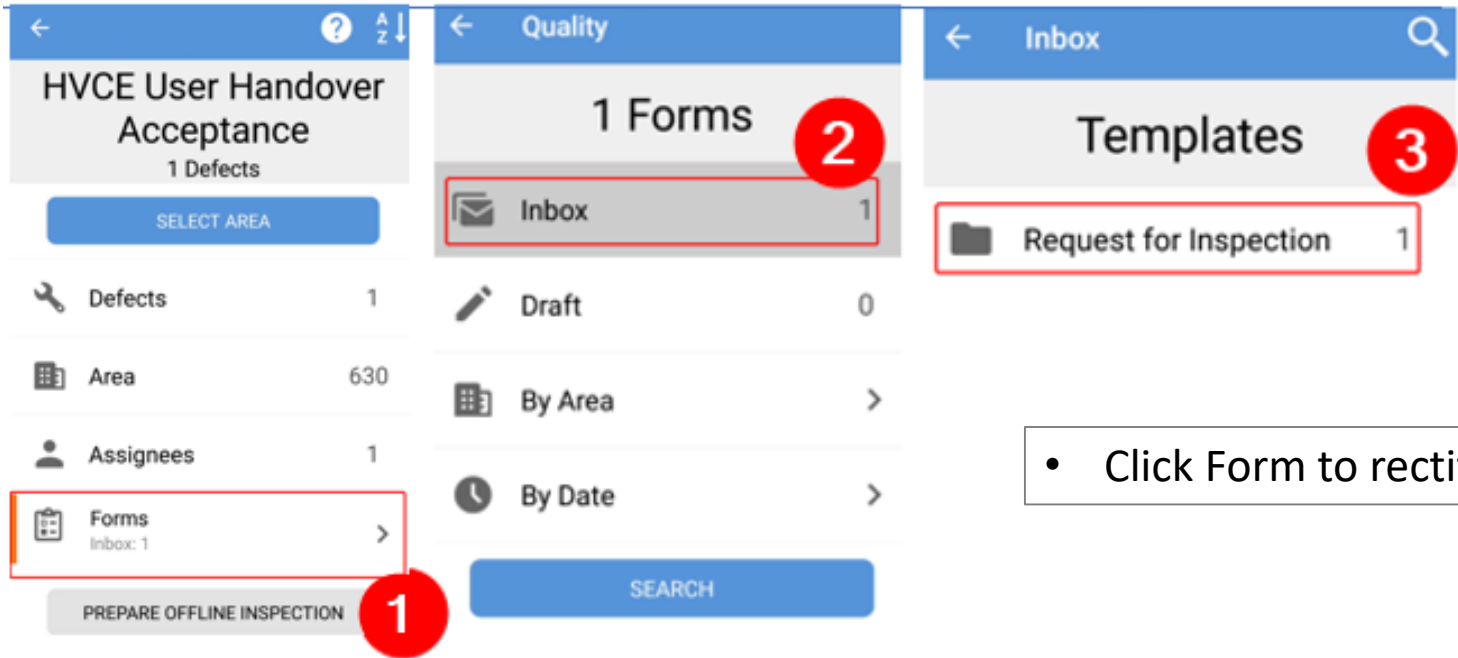 HVCE User Handover
Acceptance
1 Defects
SELECT AREA
Defects 1
Area 630
Assignees 1
Forms
Inbox: 1
PREPARE OFFLINE INSPECTION
1
Quality
1 Forms
2
Inbox 1
Draft 0
By Area
By Date
SEARCH
Inbox
Templates
3
Request for Inspection 1
• Click Form to